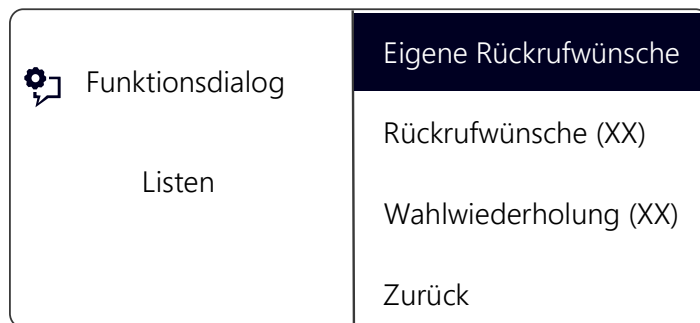 Funktionsdialog
Listen
Eigene Rückrufwünsche
Rückrufwünsche (XX)
Wahlwiederholung (XX)
Zurück